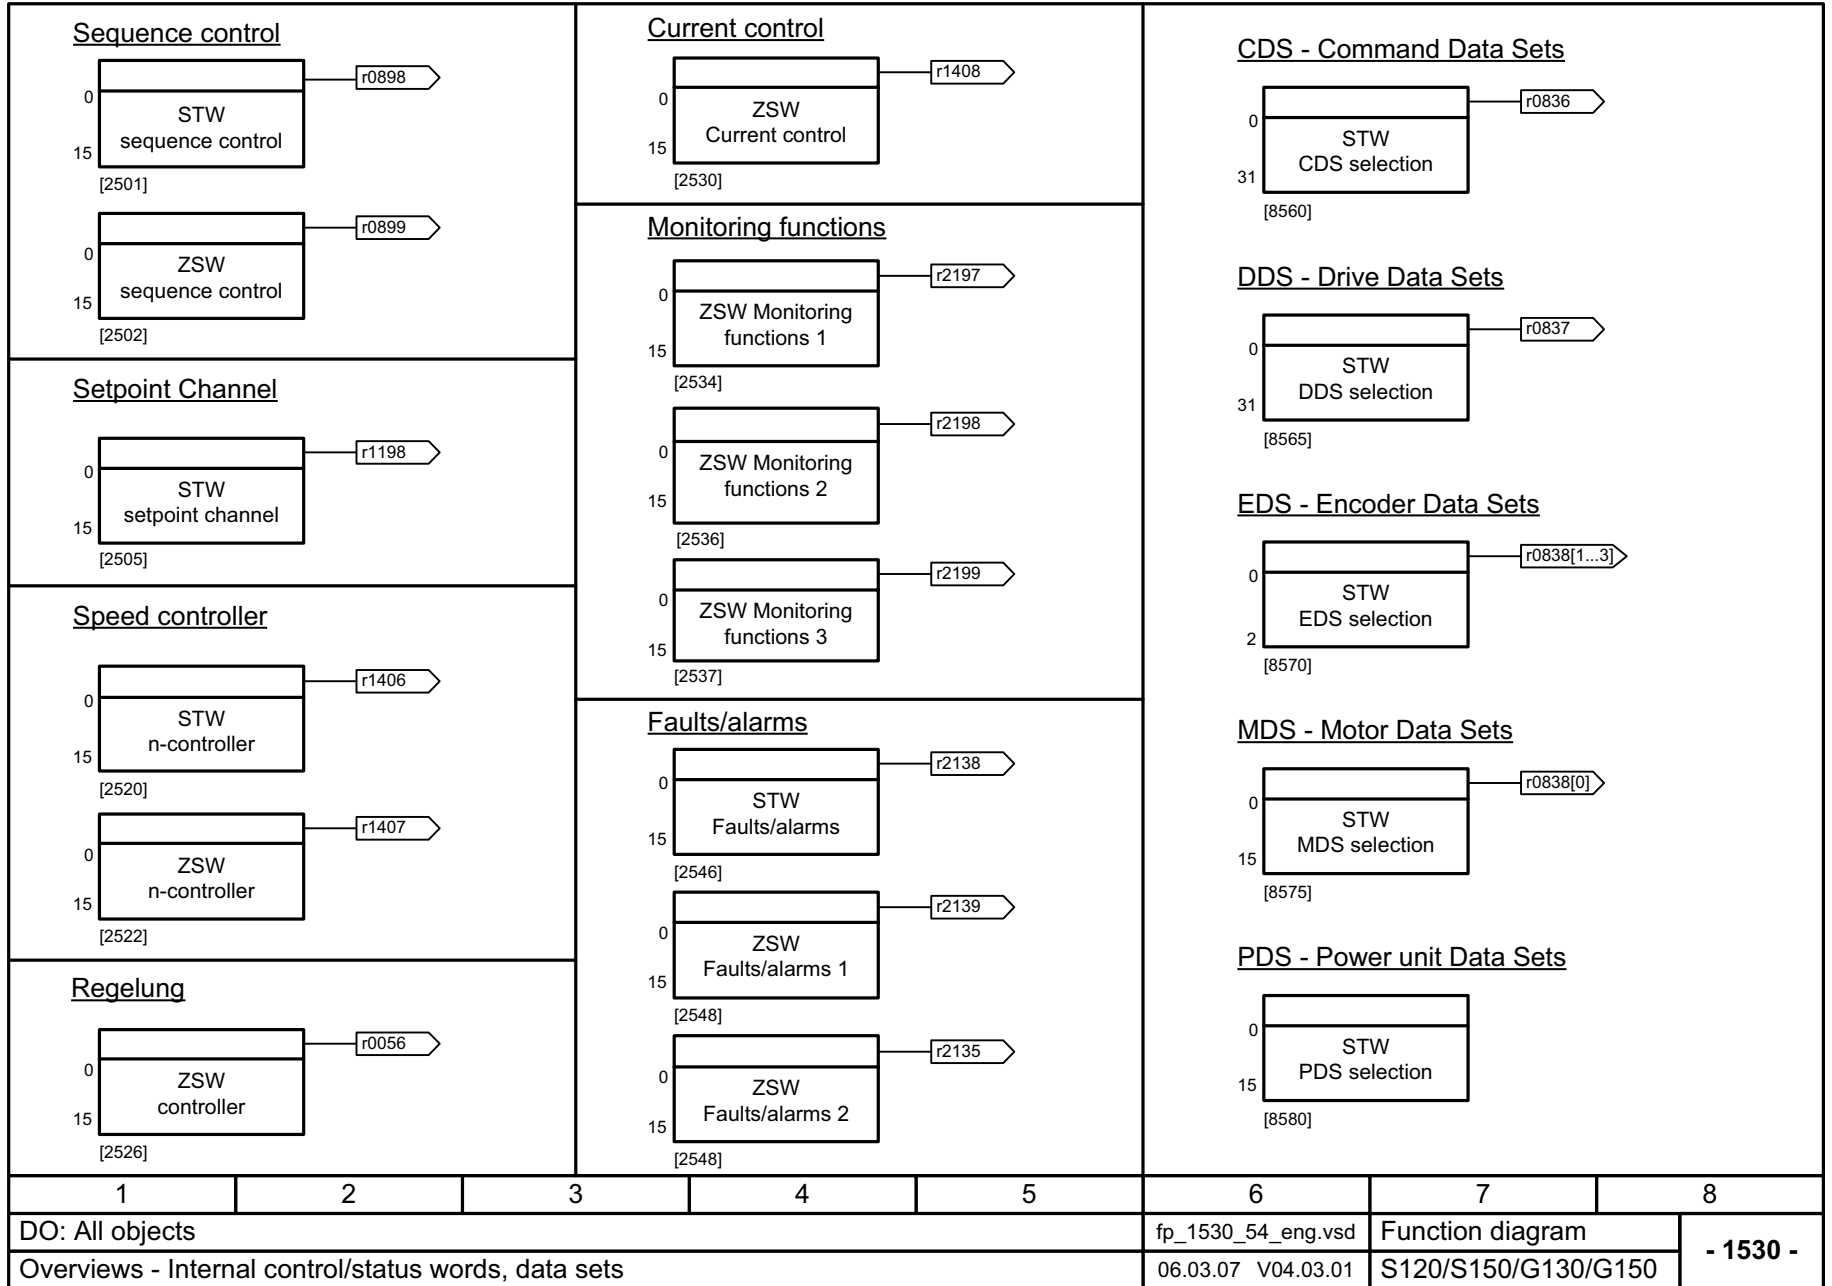 Sequence control
r0898
0
STW
sequence control
15
[2501]
r0899
0
ZSW
sequence control
15
[2502]
Setpoint Channel
r1198
0
STW
setpoint channel
15
[2505]
Speed controller
r1406
0
STW
n-controller
15
[2520]
r1407
0
ZSW
n-controller
15
[2522]
Regelung
r0056
0
ZSW
controller
15
[2526]
Current control
r1408
0
ZSW
Current control
15
[2530]
Monitoring functions
r2197
0
ZSW Monitoring
functions 1
15
[2534]
r2198
0
ZSW Monitoring
functions 2
15
[2536]
r2199
0
ZSW Monitoring
functions 3
15
[2537]
Faults/alarms
r2138
0
STW
Faults/alarms
15
[2546]
r2139
0
ZSW
Faults/alarms 1
15
[2548]
r2135
0
ZSW
Faults/alarms 2
15
[2548]
CDS - Command Data Sets
r0836
0
STW
CDS selection
31
[8560]
DDS - Drive Data Sets
r0837
0
STW
DDS selection
31
[8565]
EDS - Encoder Data Sets
r0838[1...3]
0
STW
EDS selection
2
[8570]
MDS - Motor Data Sets
r0838[0]
0
STW
MDS selection
15
[8575]
PDS - Power unit Data Sets
0
STW
PDS selection
15
[8580]
1 2 3 4 5 6 7 8
DO: All objects
fp_1530_54_eng.vsd
Function diagram
- 1530 -
Overviews - Internal control/status words, data sets
06.03.07 V04.03.01
S120/S150/G130/G150